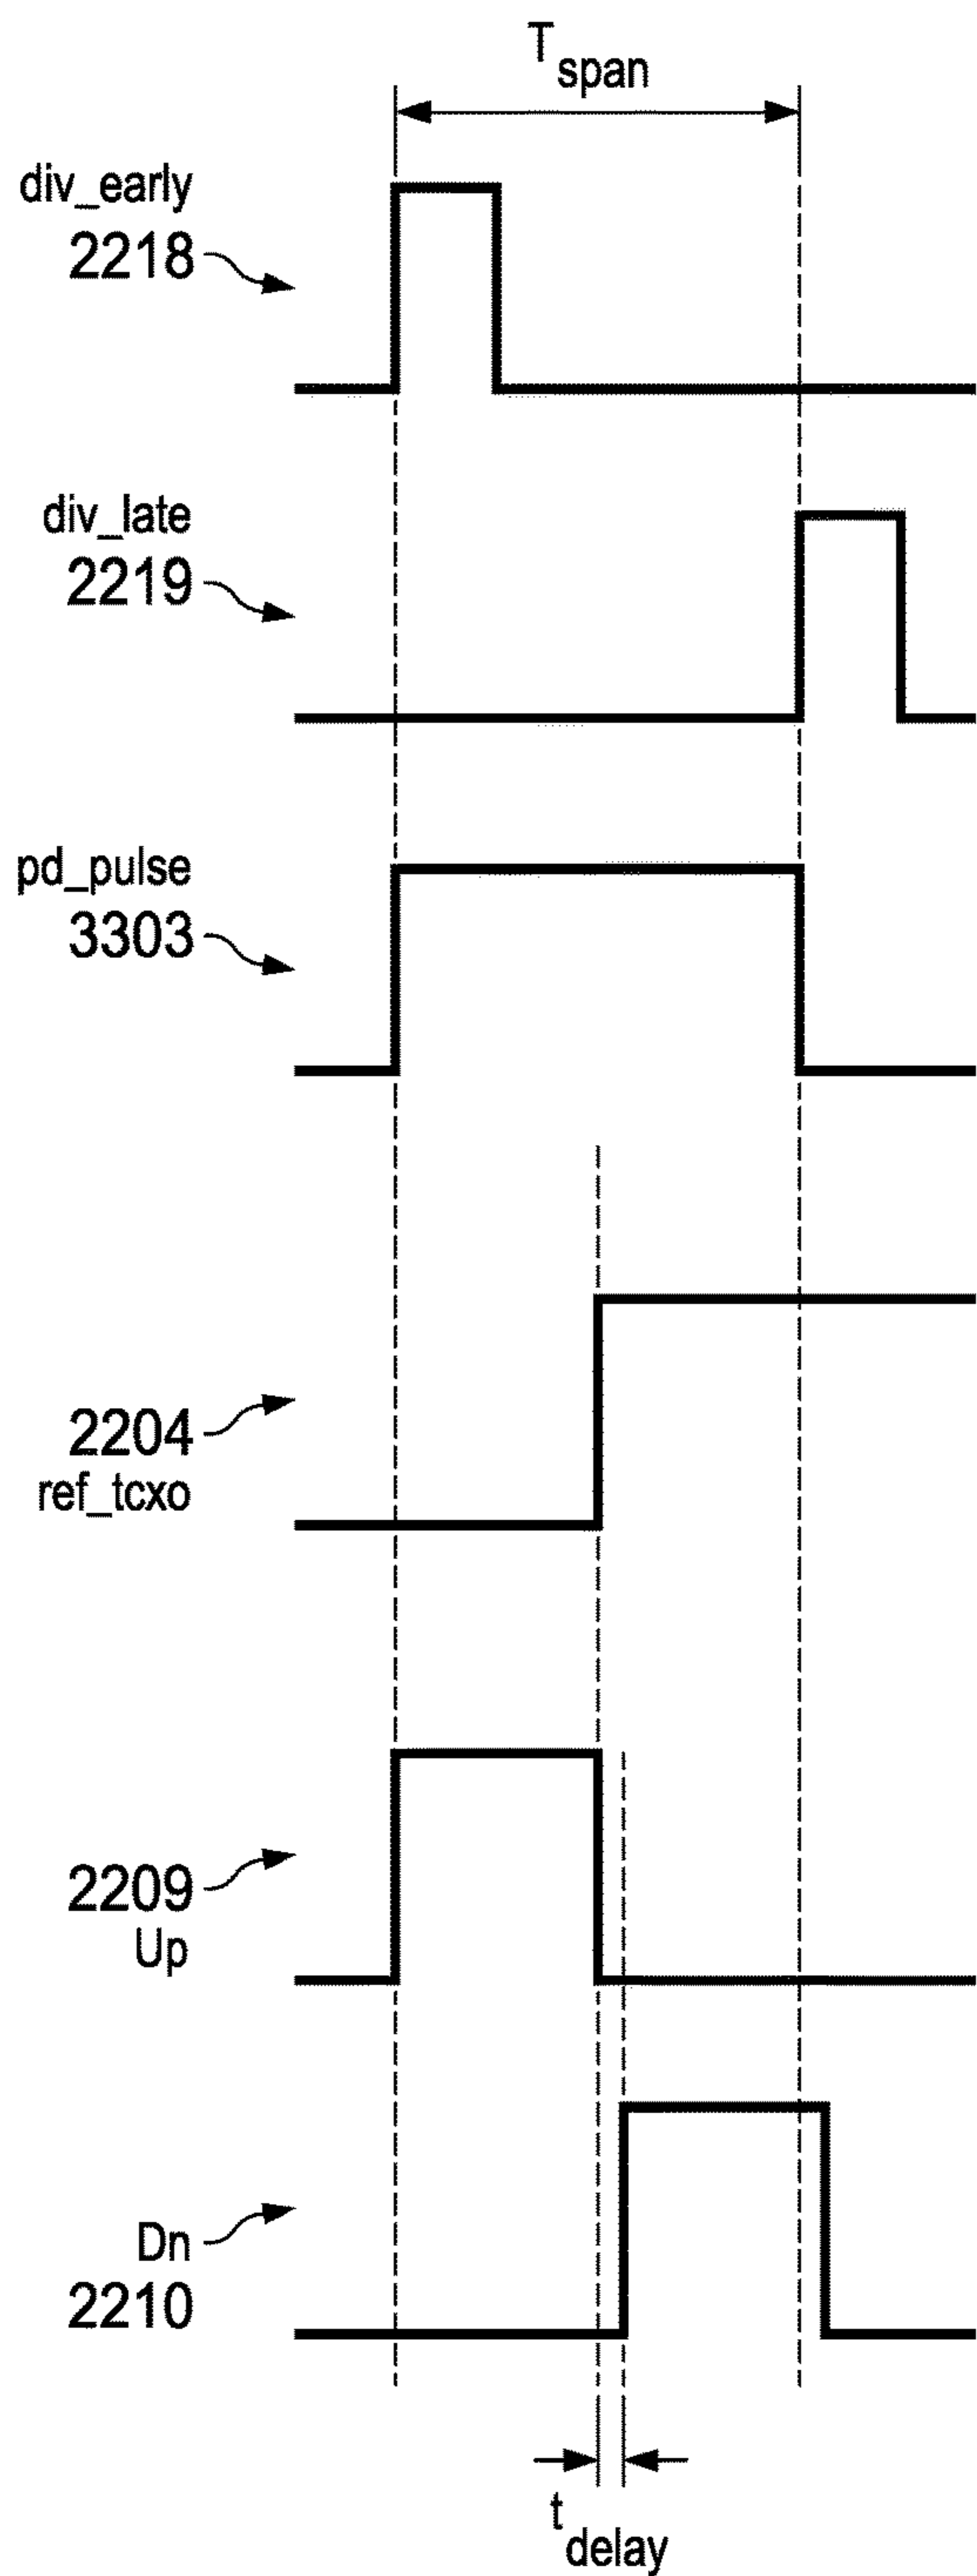 T span
div_early
2218
div_late
2219
pd_pulse
3303
2204
ref_tcxo
2209
Up
Dn
2210
t delay